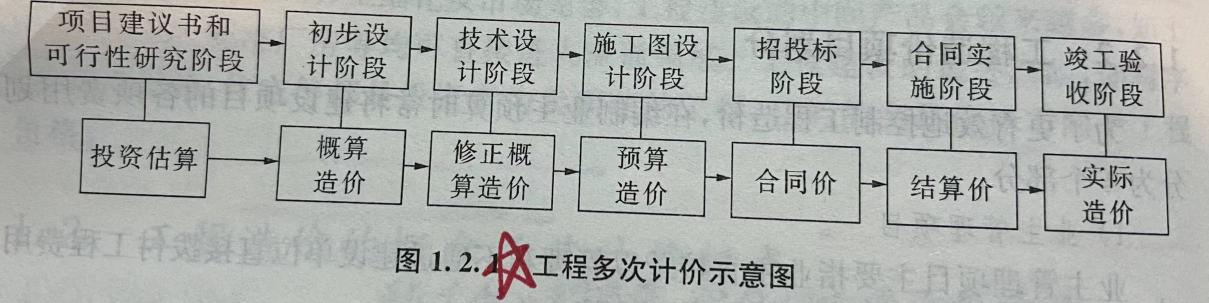 项目建议书和
可行性研究阶段
初步设
计阶段
技术设
计阶段
施工图设
计阶段
招投标
阶段
合同实
施阶段
竣工验
收阶段
投资估算
概算
造价
修正概
算造价
预算
造价
合同价
结算价
实际
造价
图 1.2.1 工程多次计价示意图